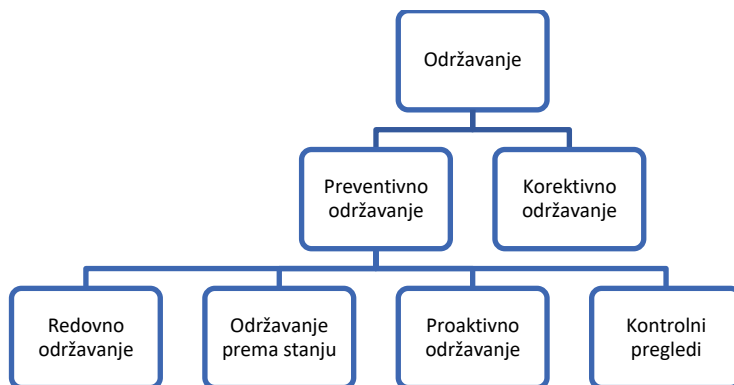 Održavanje
Preventivno
održavanje
Korektivno
održavanje
Redovno
održavanje
Održavanje
prema stanju
Proaktivno
održavanje
Kontrolni
pregledi